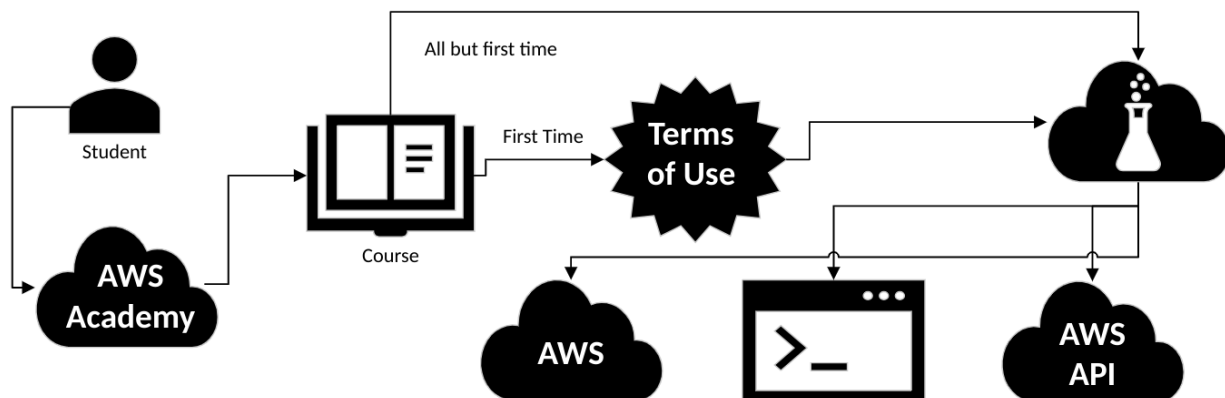 All but first time
Student
First Time
Terms
of Use
Course
AWS
Academy
AWS
AWS
API